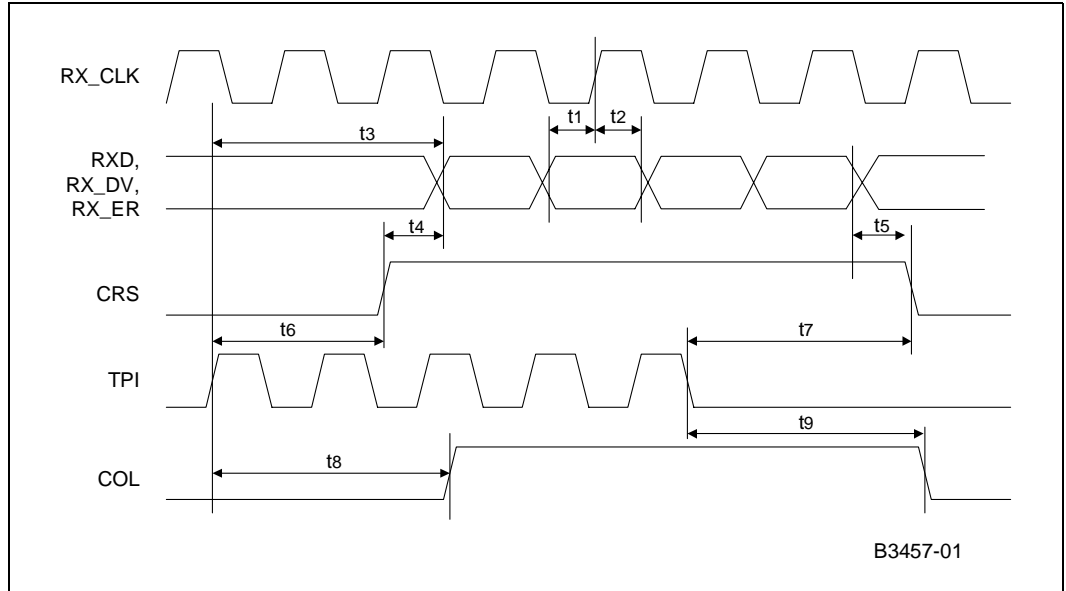 RX_CLK
t1
t2
t3
RXD,
RX_DV,
RX_ER
t4
t5
CRS
t6
t7
TPI
t9
t8
COL
B3457-01